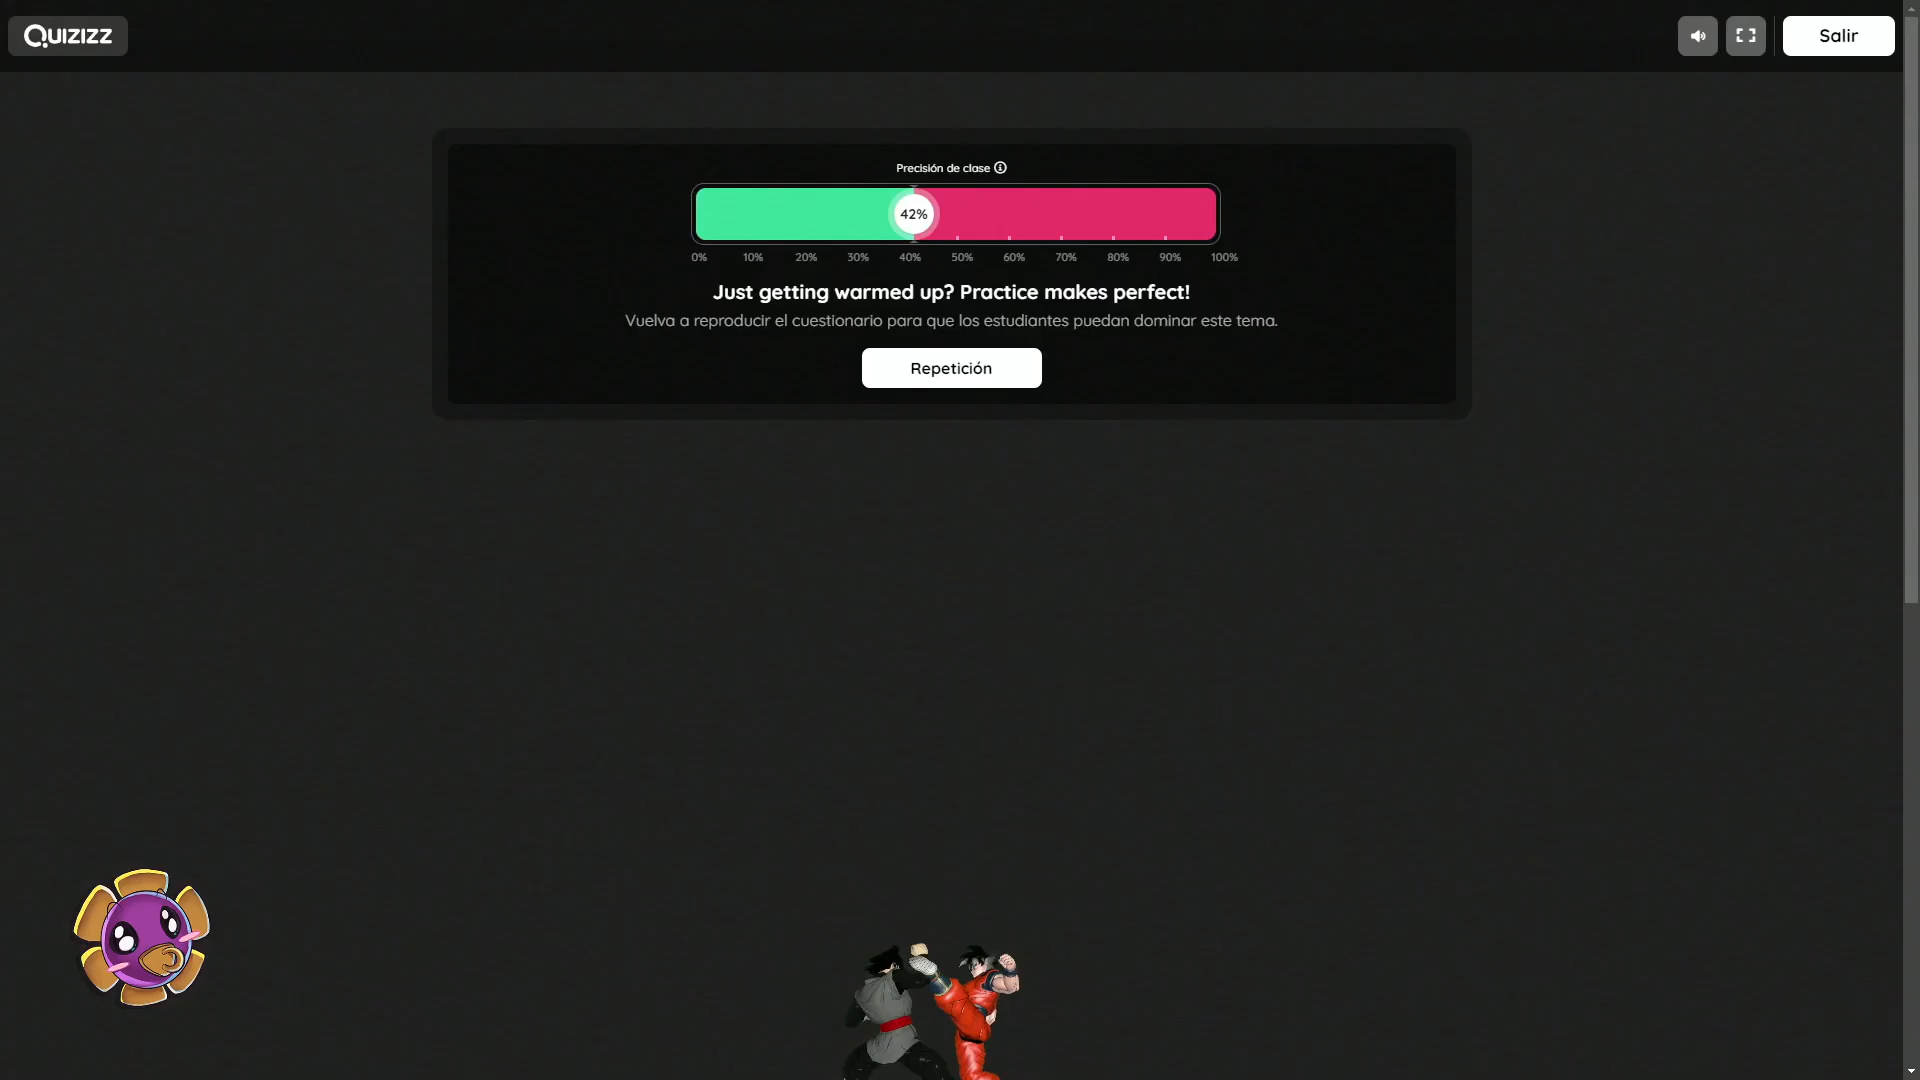 Quizizz
Salir
Precisión de clase
42%
0% 10% 20% 30% 40% 50% 60% 70% 80% 90% 100%
Just getting warmed up? Practice makes perfect!
Vuelva a reproducir el cuestionario para que los estudiantes puedan dominar este tema.
Repetición